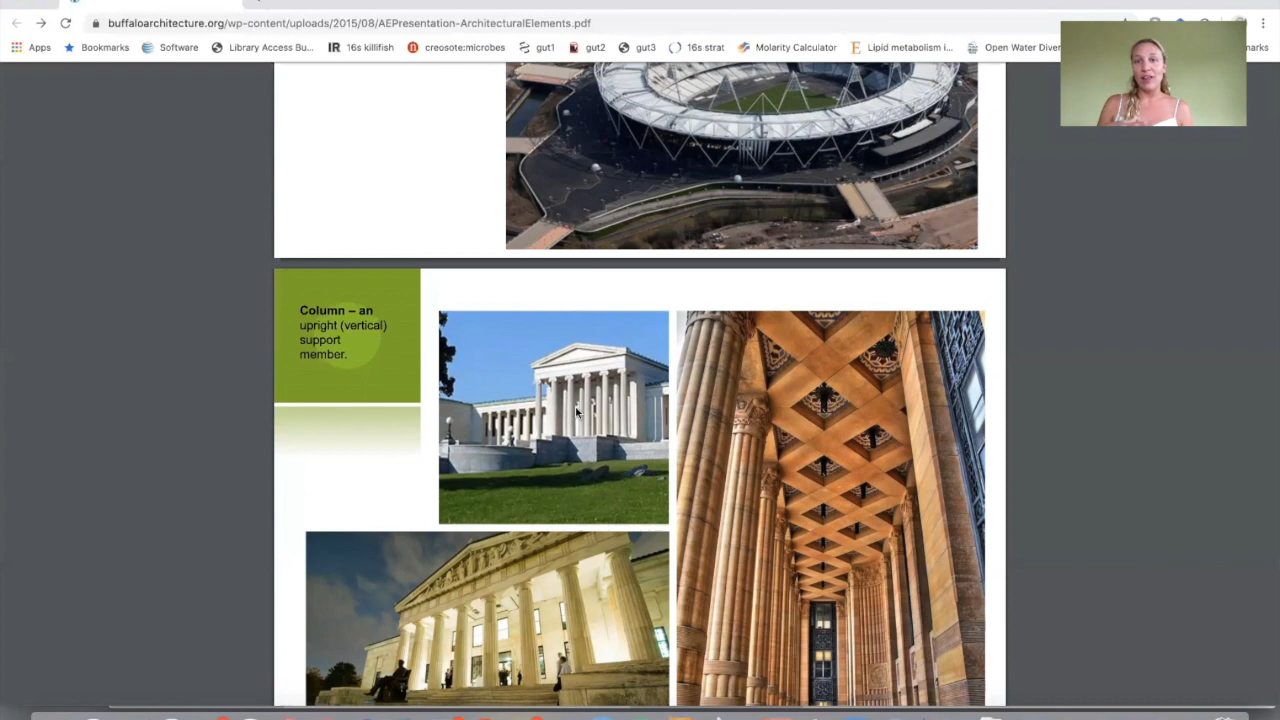 buffaloarchitecture.org/wp-content/uploads/2015/08/AEPresentation-ArchitecturalElements.pdf
Apps Bookmarks Software Library Access Bu... IR 16s killifish creosote:microbes gut1 gut2 gut3 16s strat Molarity Calculator E Lipid metabolism i... Open Water Diver marks
Column – an
upright (vertical)
support
member.